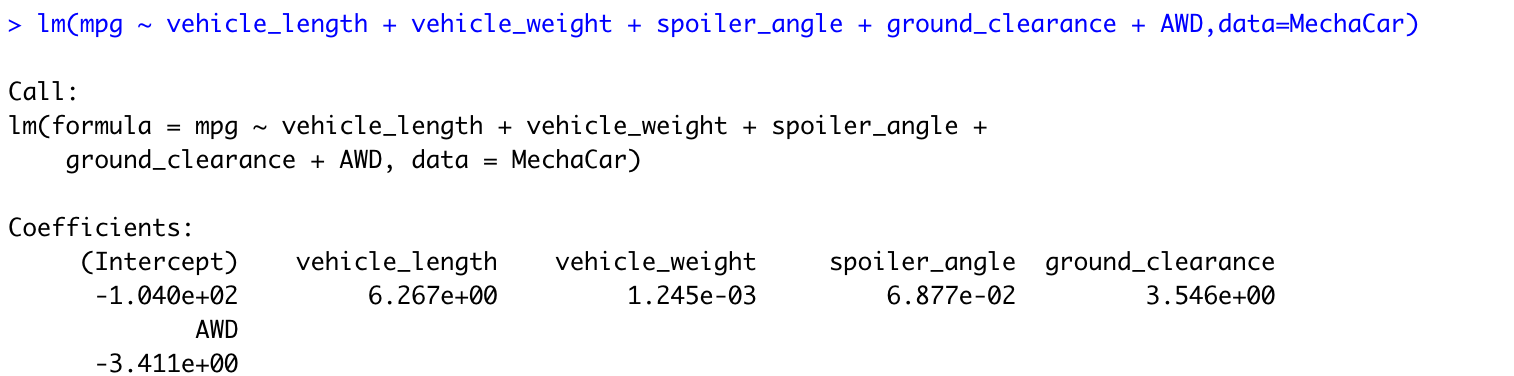 > lm(mpg ~ vehicle_length + vehicle_weight + spoiler_angle + ground_clearance + AWD,data=MechaCar)
Call:
lm(formula = mpg ~ vehicle_length + vehicle_weight + spoiler_angle +
    ground_clearance + AWD, data = MechaCar)
Coefficients:
     (Intercept)    vehicle_length    vehicle_weight     spoiler_angle  ground_clearance
      -1.040e+02         6.267e+00         1.245e-03         6.877e-02         3.546e+00
             AWD
      -3.411e+00